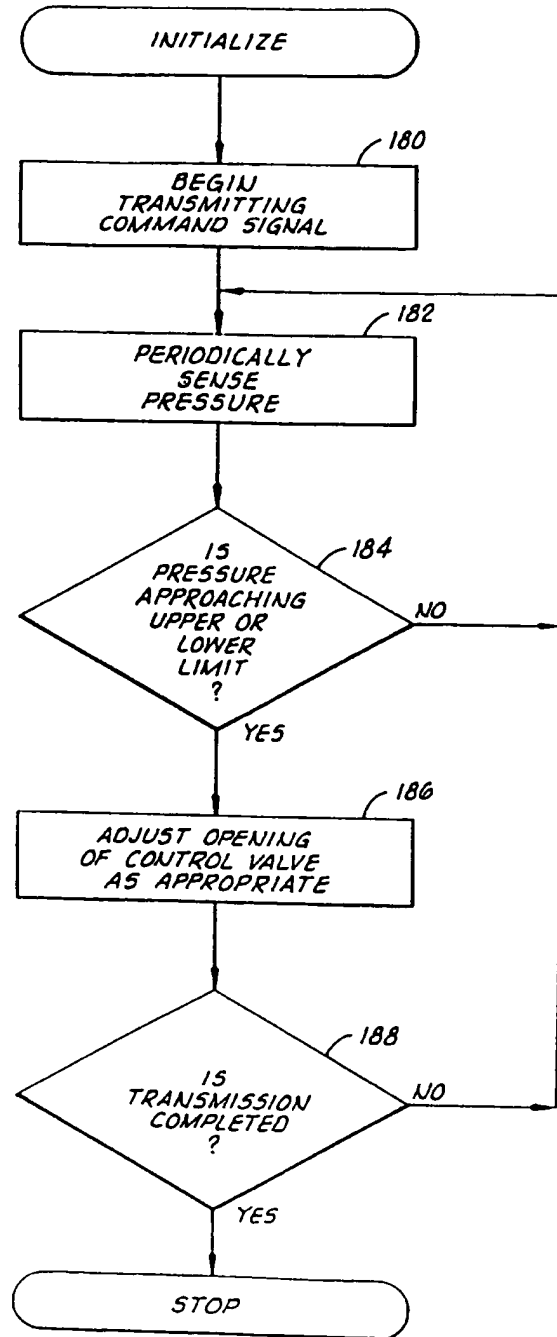 INITIALIZE
180
BEGIN
TRANSMITTING
COMMAND SIGNAL
182
PERIODICALLY
SENSE
PRESSURE
184
IS
PRESSURE
APPROACHING
UPPER OR
LOWER
LIMIT
?
NO
YES
186
ADJUST OPENING
OF CONTROL VALVE
AS APPROPRIATE
188
IS
TRANSMISSION
COMPLETED
?
NO
YES
STOP